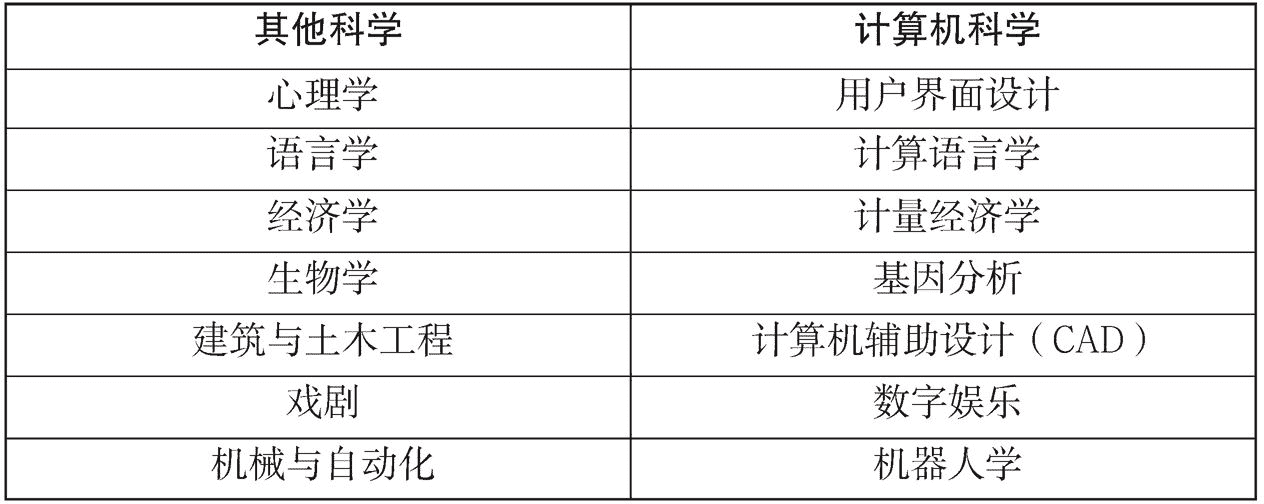 其他科学 计算机科学
心理学 用户界面设计
语言学 计算语言学
经济学 计量经济学
生物学 基因分析
建筑与土木工程 计算机辅助设计（CAD）
戏剧 数字娱乐
机械与自动化 机器人学